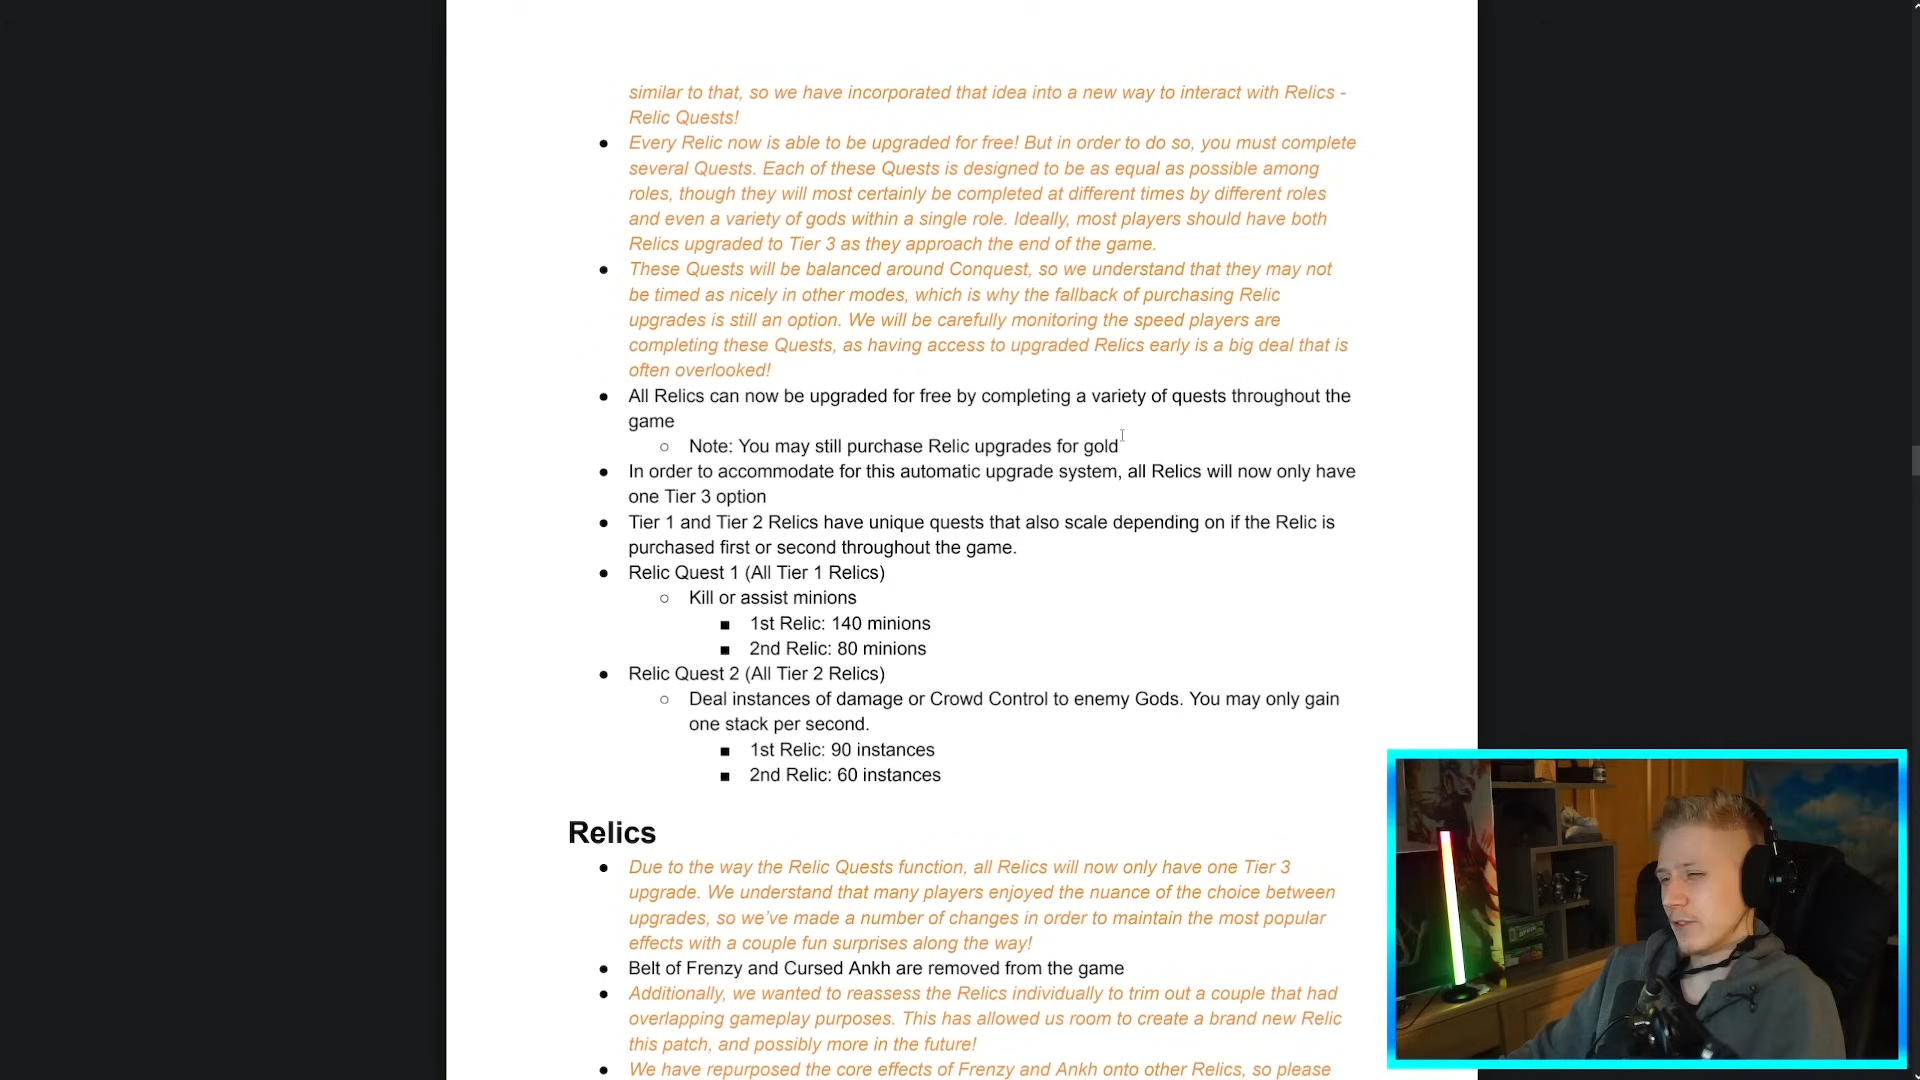 similar to that, so we have incorporated that idea into a new way to interact with Relics -
Relic Quests!
● Every Relic now is able to be upgraded for free! But in order to do so, you must complete
several Quests. Each of these Quests is designed to be as equal as possible among
roles, though they will most certainly be completed at different times by different roles
and even a variety of gods within a single role. Ideally, most players should have both
Relics upgraded to Tier 3 as they approach the end of the game.
● These Quests will be balanced around Conquest, so we understand that they may not
be timed as nicely in other modes, which is why the fallback of purchasing Relic
upgrades is still an option. We will be carefully monitoring the speed players are
completing these Quests, as having access to upgraded Relics early is a big deal that is
often overlooked!
● All Relics can now be upgraded for free by completing a variety of quests throughout the
game
○ Note: You may still purchase Relic upgrades for gold
● In order to accommodate for this automatic upgrade system, all Relics will now only have
one Tier 3 option
● Tier 1 and Tier 2 Relics have unique quests that also scale depending on if the Relic is
purchased first or second throughout the game.
● Relic Quest 1 (All Tier 1 Relics)
○ Kill or assist minions
■ 1st Relic: 140 minions
■ 2nd Relic: 80 minions
● Relic Quest 2 (All Tier 2 Relics)
○ Deal instances of damage or Crowd Control to enemy Gods. You may only gain
one stack per second.
■ 1st Relic: 90 instances
■ 2nd Relic: 60 instances
Relics
● Due to the way the Relic Quests function, all Relics will now only have one Tier 3
upgrade. We understand that many players enjoyed the nuance of the choice between
upgrades, so we've made a number of changes in order to maintain the most popular
effects with a couple fun surprises along the way!
● Belt of Frenzy and Cursed Ankh are removed from the game
● Additionally, we wanted to reassess the Relics individually to trim out a couple that had
overlapping gameplay purposes. This has allowed us room to create a brand new Relic
this patch, and possibly more in the future!
● We have repurposed the core effects of Frenzy and Ankh onto other Relics, so please